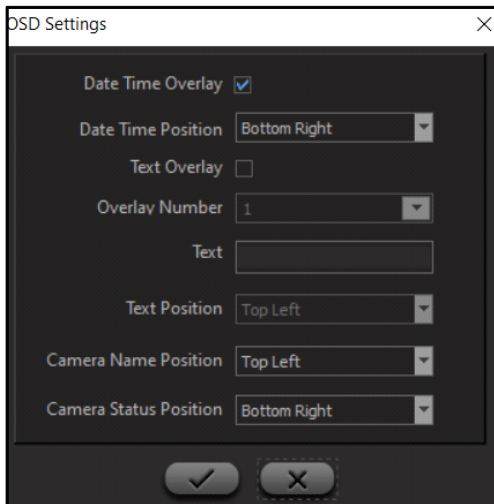 OSD Settings
Date Time Overlay
Date Time Position Bottom Right
Text Overlay
Overlay Number 1
Text
Text Position Top Left
Camera Name Position Top Left
Camera Status Position Bottom Right